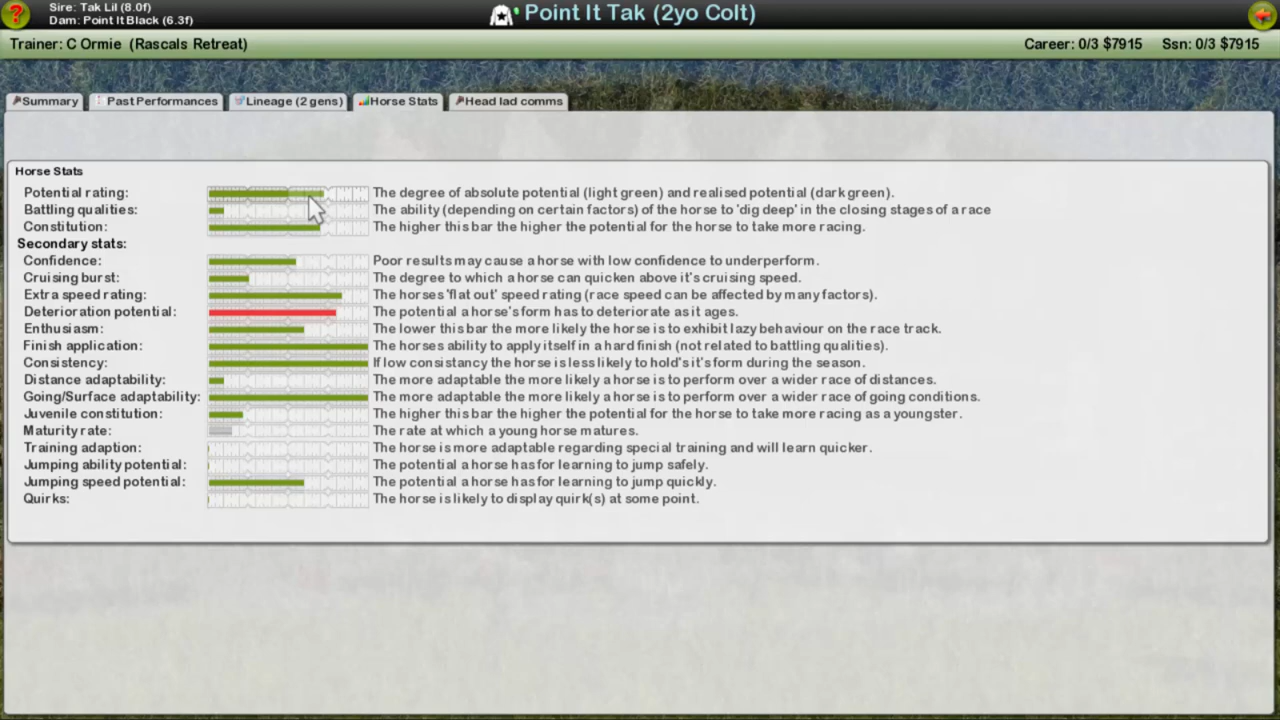 Sire: Tak Lil (8.0f)
Dam: Point It Black (6.3f)
Point It Tak (2yo Colt)
Trainer: C Ormie (Rascals Retreat)
Career: 0/3 $7915 Ssn: 0/3 $7915
Summary
Past Performances
Lineage (2 gens)
Horse Stats
Head lad comms
Horse Stats
Potential rating: The degree of absolute potential (light green) and realised potential (dark green).
Battling qualities: The ability (depending on certain factors) of the horse to 'dig deep' in the closing stages of a race
Constitution: The higher this bar the higher the potential for the horse to take more racing.
Secondary stats:
Confidence: Poor results may cause a horse with low confidence to underperform.
Cruising burst: The degree to which a horse can quicken above it's cruising speed.
Extra speed rating: The horses 'flat out' speed rating (race speed can be affected by many factors).
Deterioration potential: The potential a horse's form has to deteriorate as it ages.
Enthusiasm: The lower this bar the more likely the horse is to exhibit lazy behaviour on the race track.
Finish application: The horses ability to apply itself in a hard finish (not related to battling qualities).
Consistency: If low consistancy the horse is less likely to hold's it's form during the season.
Distance adaptability: The more adaptable the more likely a horse is to perform over a wider race of distances.
Going/Surface adaptability: The more adaptable the more likely a horse is to perform over a wider race of going conditions.
Juvenile constitution: The higher this bar the higher the potential for the horse to take more racing as a youngster.
Maturity rate: The rate at which a young horse matures.
Training adaption: The horse is more adaptable regarding special training and will learn quicker.
Jumping ability potential: The potential a horse has for learning to jump safely.
Jumping speed potential: The potential a horse has for learning to jump quickly.
Quirks: The horse is likely to display quirk(s) at some point.